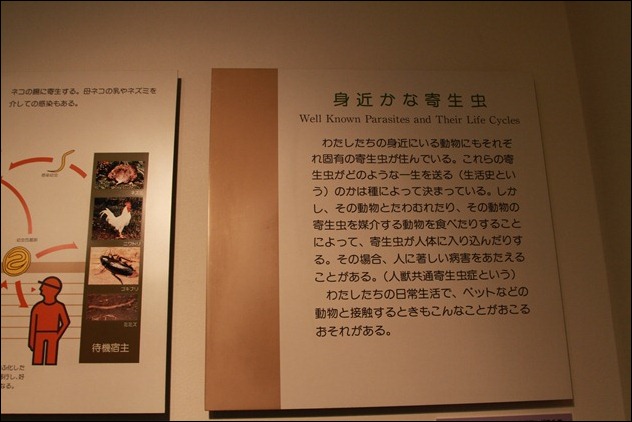 ネコの腸に寄生する。母ネコの乳やネズミを
介しての感染もある。
ニワトリ
ゴキブリ
ミミズ
待機宿主
身近かな寄生虫
Well Known Parasites and Their Life Cycles
わたしたちの身近にいる動物にもそれぞ
れ固有の寄生虫が住んでいる。これらの寄
生虫がどのような一生を送る（生活史とい
う）のかは種によって決まっている。しか
し、その動物とたわむれたり、その動物の
寄生虫を媒介する動物を食べたりすること
によって、寄生虫が人体に入り込んだりす
る。その場合、人に著しい病害をあたえる
ことがある。（人獣共通寄生虫症という）
わたしたちの日常生活で、ペットなどの
動物と接触するときもこんなことがおこる
おそれがある。